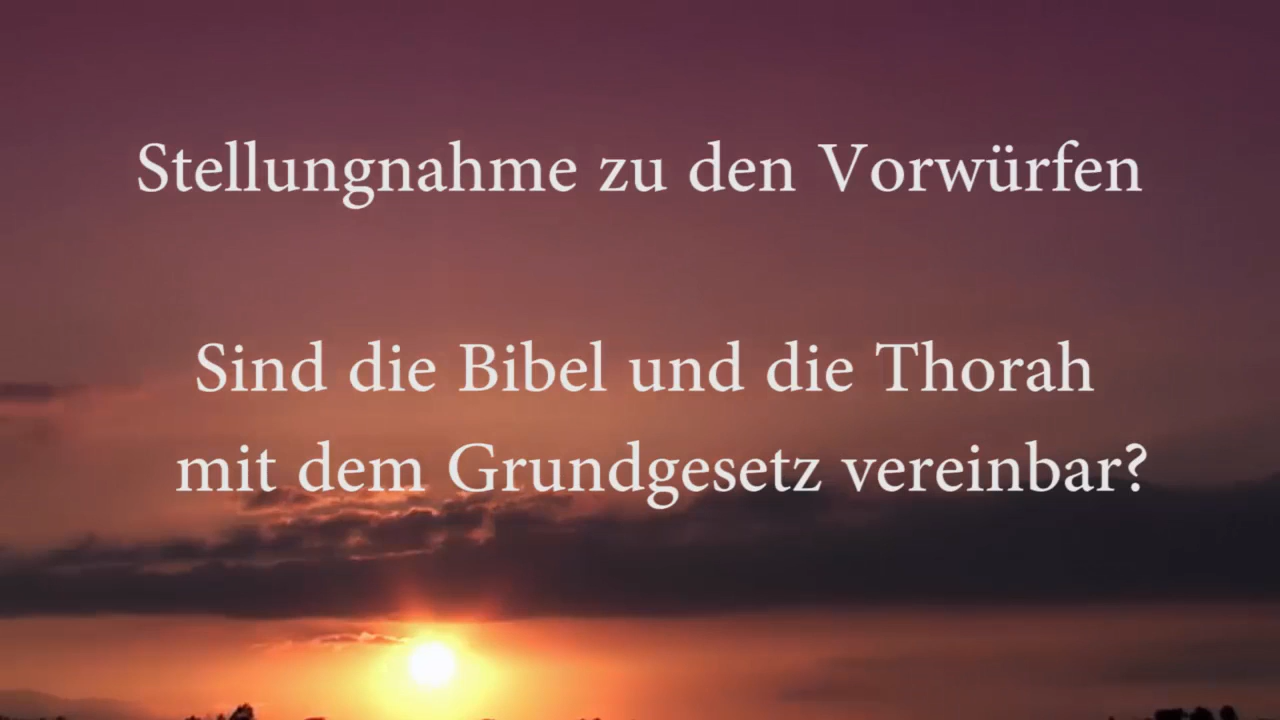 Stellungnahme zu den Vorwürfen
Sind die Bibel und die Thorah
mit dem Grundgesetz vereinbar?